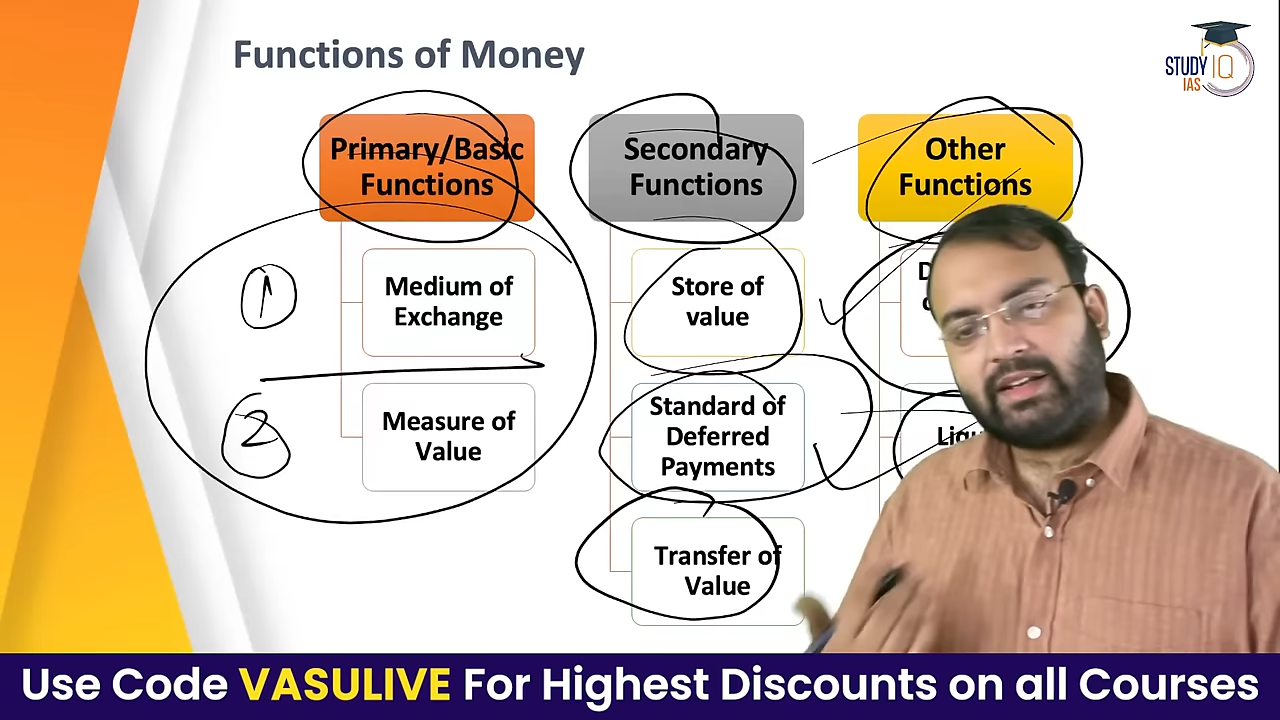 Functions of Money
STUDY IQ
IAS
Primary/Basic
Functions
1
Medium of
Exchange
2
Measure of
Value
Secondary
Functions
Store of
value
Standard of
Deferred
Payments
Transfer of
Value
Other
Functions
Use Code VASULIVE For Highest Discounts on all Courses